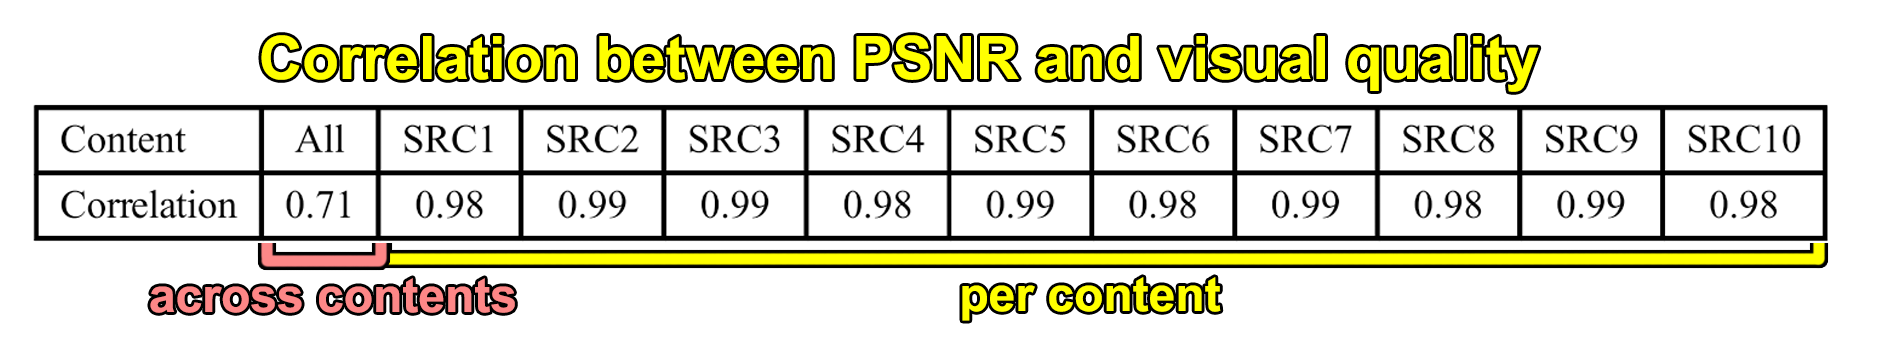 Correlation between PSNR and visual quality
Content All SRC1 SRC2 SRC3 SRC4 SRC5 SRC6 SRC7 SRC8 SRC9 SRC10
Correlation 0.71 0.98 0.99 0.99 0.98 0.99 0.98 0.99 0.98 0.99 0.98
across contents per content